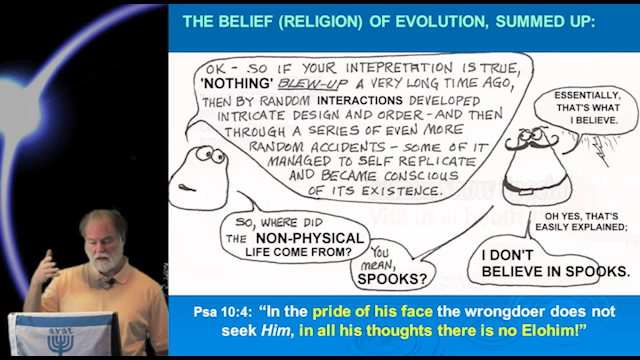 THE BELIEF (RELIGION) OF EVOLUTION, SUMMED UP:
OK - SO IF YOUR INTEPRETATION IS TRUE,
'NOTHING' BLEW-UP A VERY LONG TIME AGO,
THEN BY RANDOM INTERACTIONS DEVELOPED
INTRICATE DESIGN AND ORDER - AND THEN
THROUGH A SERIES OF EVEN MORE
RANDOM ACCIDENTS - SOME OF IT
MANAGED TO SELF REPLICATE
AND BECAME CONSCIOUS
OF ITS EXISTENCE.
ESSENTIALLY,
THAT'S WHAT
I BELIEVE.
SO, WHERE DID
THE NON-PHYSICAL
LIFE COME FROM?
YOU
MEAN,
SPOOKS?
OH YES, THAT'S
EASILY EXPLAINED;
I DON'T
BELIEVE IN SPOOKS.
Psa 10:4: “In the pride of his face the wrongdoer does not
seek Him, in all his thoughts there is no Elohim!”